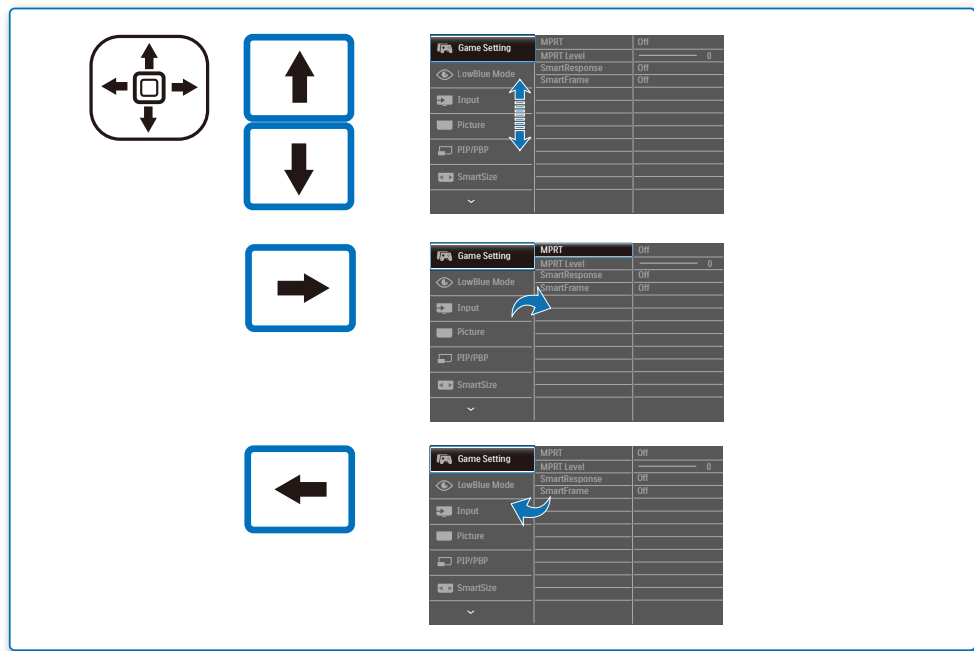 Game Setting
MPRT Off
MPRT Level 0
SmartResponse Off
SmartFrame Off
LowBlue Mode
Input
Picture
PIP/PBP
SmartSize
Game Setting
MPRT Off
MPRT Level 0
SmartResponse Off
SmartFrame Off
LowBlue Mode
Input
Picture
PIP/PBP
SmartSize
Game Setting
MPRT Off
MPRT Level 0
SmartResponse Off
SmartFrame Off
LowBlue Mode
Input
Picture
PIP/PBP
SmartSize